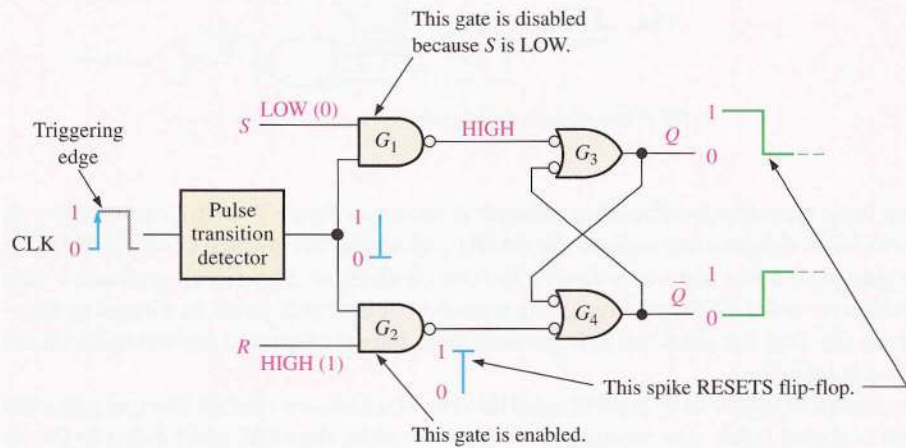 This gate is disabled
because S is LOW.
LOW (0)
S
Triggering
edge
G1
HIGH
G3
Q
1
0
Pulse
transition
detector
1
0
CLK
1
0
G2
G4
Q̅
1
0
R
HIGH (1)
1
0
This spike RESETS flip-flop.
This gate is enabled.